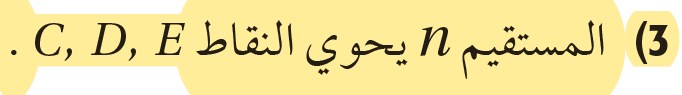 (3 المستقيم n يحوي النقاط C, D, E .